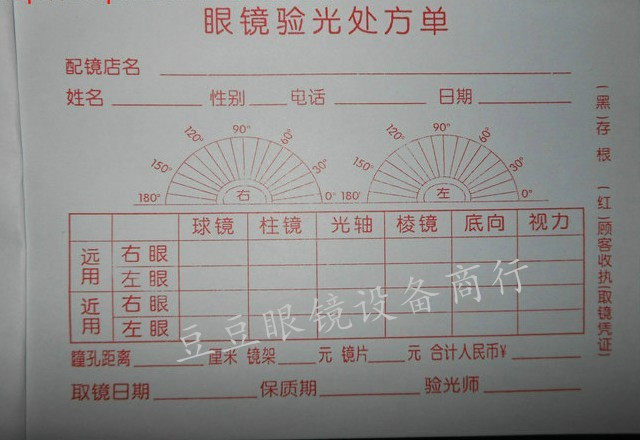 眼镜验光处方单
配镜店名
姓名 性别 电话 日期
180° 150° 120° 90° 60° 30° 0° 右
180° 150° 120° 90° 60° 30° 0° 左
球镜 柱镜 光轴 棱镜 底向 视力
远用 右眼
左眼
近用 右眼
左眼
瞳孔距离 厘米 镜架 元 镜片 元 合计人民币¥
取镜日期 保质期 验光师
(黑)存根 (红)顾客收执(取镜凭证)
豆豆眼镜设备商行